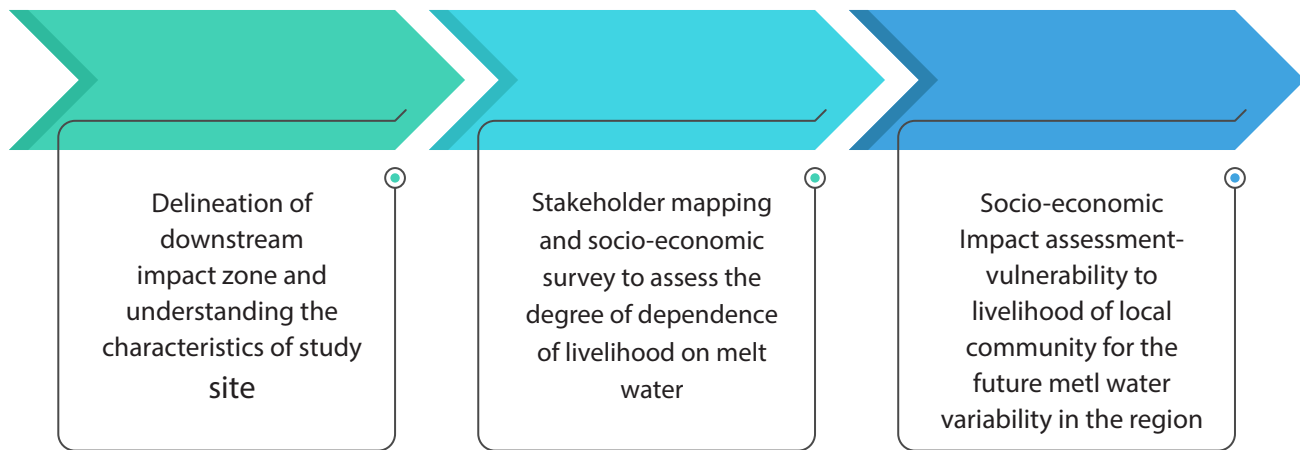 Delineation of
downstream
impact zone and
understanding the
characteristics of study
site
Stakeholder mapping
and socio-economic
survey to assess the
degree of dependence
of livelihood on melt
water
Socio-economic
Impact assessment-
vulnerability to
livelihood of local
community for the
future metl water
variability in the region